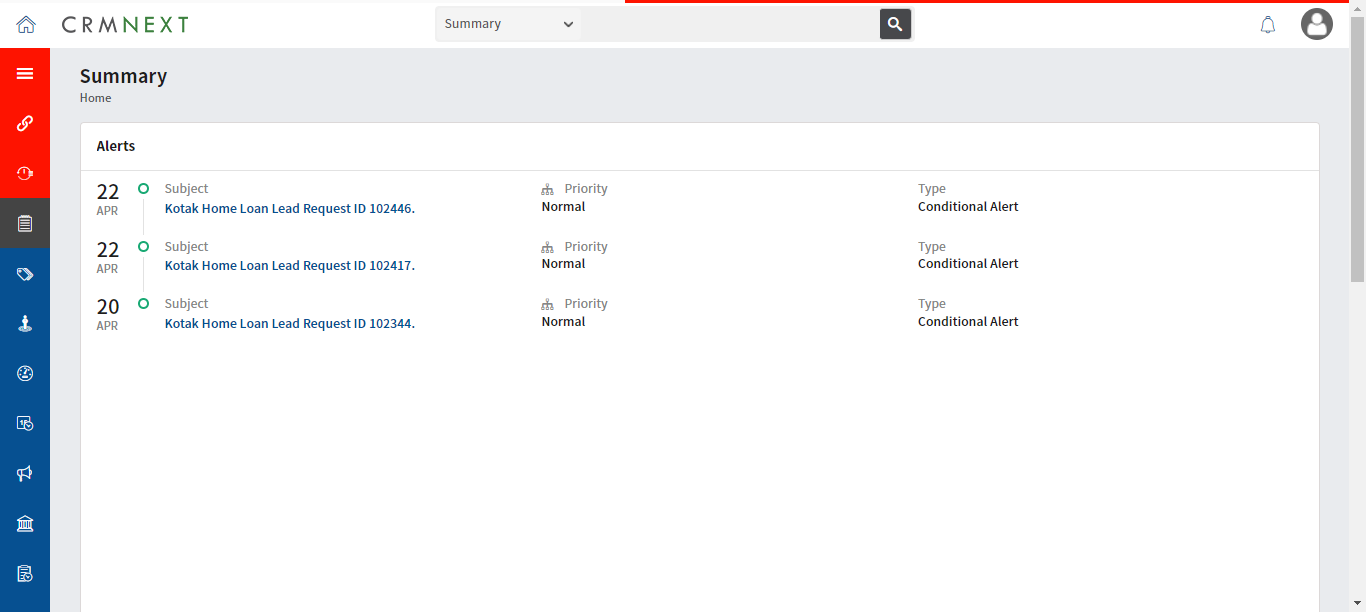 CRMNEXT
Summary
Summary
Home
Alerts
22 Subject Priority Type
APR Kotak Home Loan Lead Request ID 102446. Normal Conditional Alert
22 Subject Priority Type
APR Kotak Home Loan Lead Request ID 102417. Normal Conditional Alert
20 Subject Priority Type
APR Kotak Home Loan Lead Request ID 102344. Normal Conditional Alert